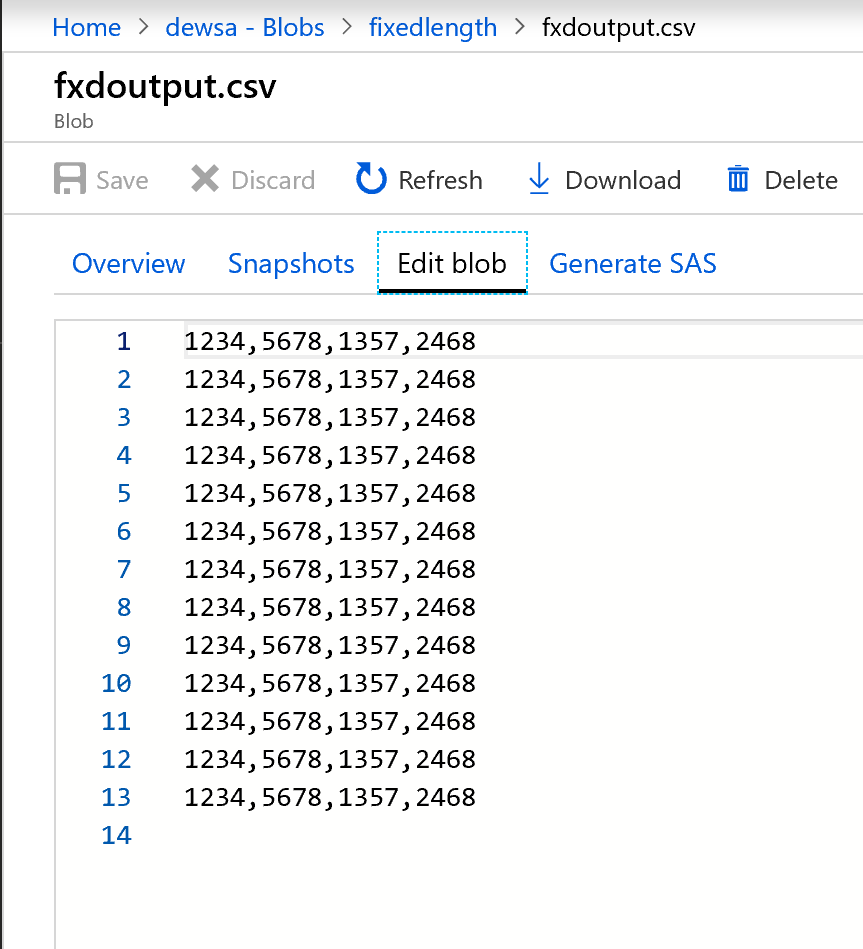 Home > dewsa - Blobs > fixedlength > fxdoutput.csv
fxdoutput.csv
Blob
Save Discard Refresh Download Delete
Overview Snapshots Edit blob Generate SAS
1 1234,5678,1357,2468
2 1234,5678,1357,2468
3 1234,5678,1357,2468
4 1234,5678,1357,2468
5 1234,5678,1357,2468
6 1234,5678,1357,2468
7 1234,5678,1357,2468
8 1234,5678,1357,2468
9 1234,5678,1357,2468
10 1234,5678,1357,2468
11 1234,5678,1357,2468
12 1234,5678,1357,2468
13 1234,5678,1357,2468
14